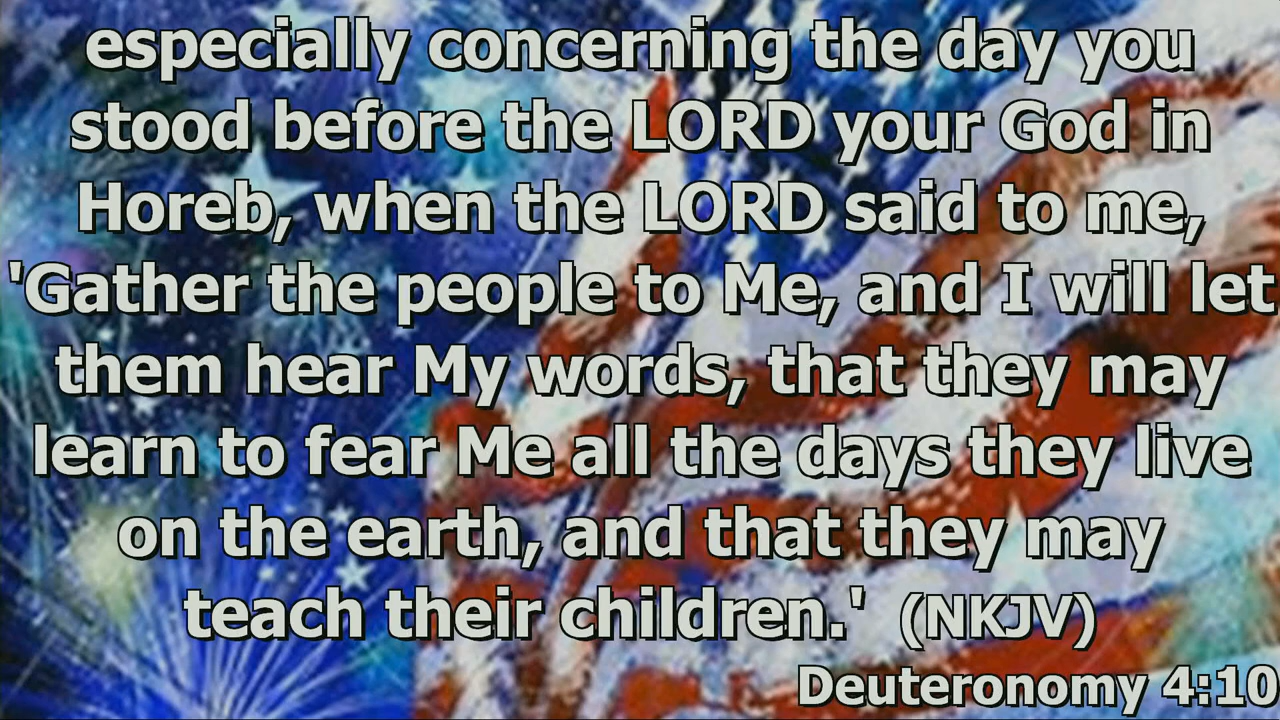 especially concerning the day you
stood before the LORD your God in
Horeb, when the LORD said to me,
'Gather the people to Me, and I will let
them hear My words, that they may
learn to fear Me all the days they live
on the earth, and that they may
teach their children.' (NKJV)
Deuteronomy 4:10